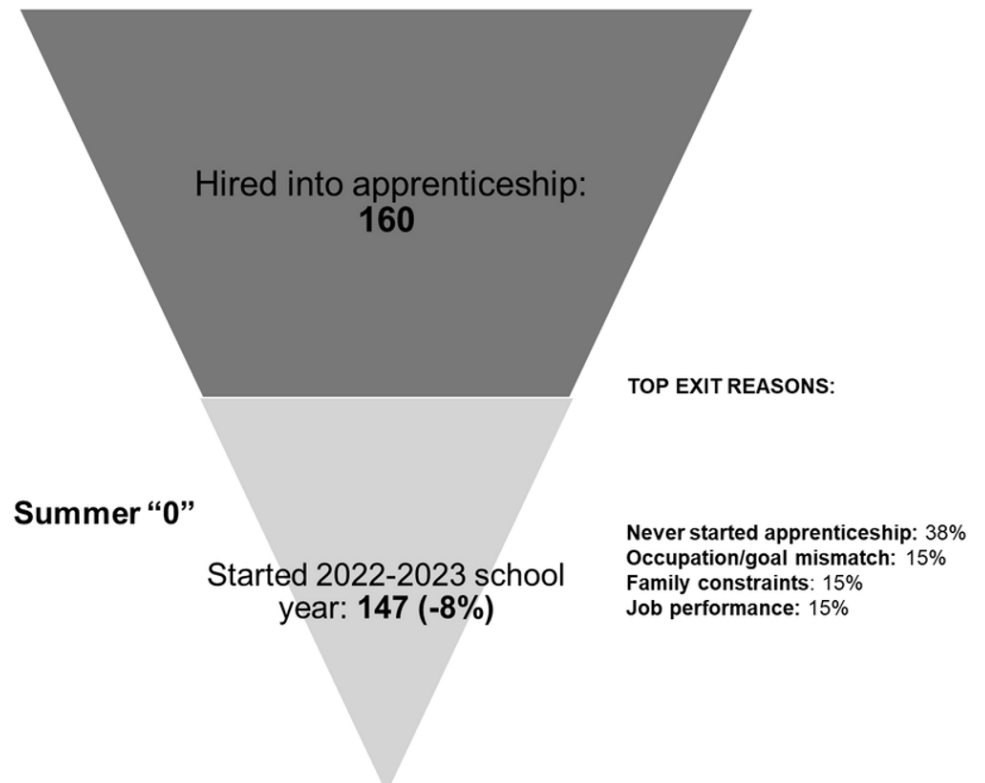 Hired into apprenticeship:
160
TOP EXIT REASONS:
Summer “0”
Started 2022-2023 school
year: 147 (-8%)
Never started apprenticeship: 38%
Occupation/goal mismatch: 15%
Family constraints: 15%
Job performance: 15%